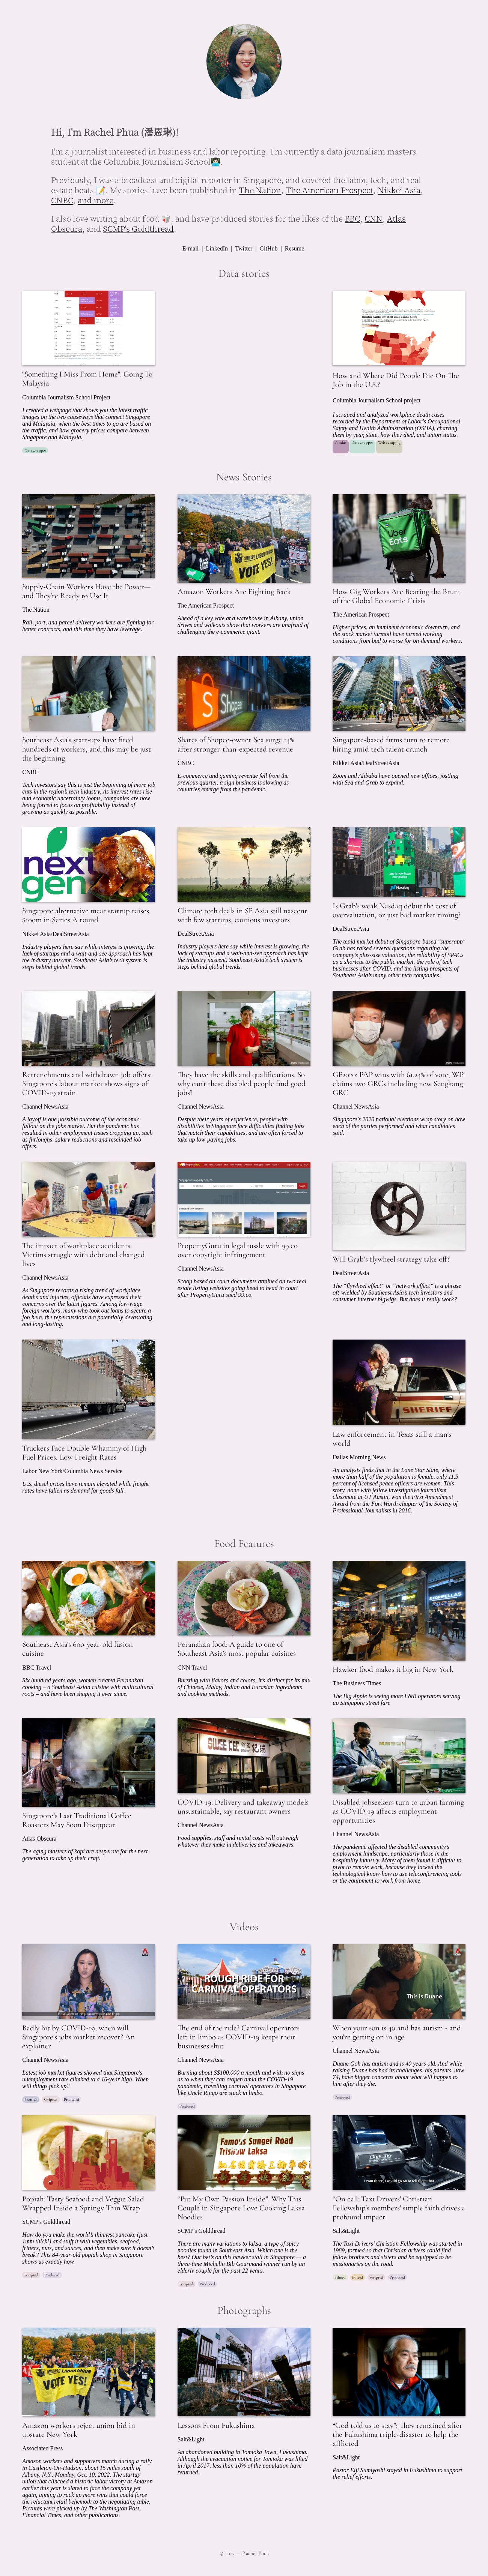 Hi, I'm Rachel Phua (潘恩琳)!
I'm a journalist interested in business and labor reporting. I'm currently a data journalism masters
student at the Columbia Journalism School👩🏻‍💻
Previously, I was a broadcast and digital reporter in Singapore, and covered the labor, tech, and real
estate beats 📝. My stories have been published in The Nation, The American Prospect, Nikkei Asia,
CNBC, and more.
I also love writing about food 🥡, and have produced stories for the likes of the BBC, CNN, Atlas
Obscura, and SCMP's Goldthread.
E-mail | LinkedIn | Twitter | GitHub | Resume
Data stories
"Something I Miss From Home": Going To
Malaysia
Columbia Journalism School Project
I created a webpage that shows you the latest traffic
images on the two causeways that connect Singapore
and Malaysia, when the best times to go are based on
the traffic, and how grocery prices compare between
Singapore and Malaysia.
How and Where Did People Die On The
Job in the U.S.?
Columbia Journalism School project
I scraped and analyzed workplace death cases
recorded by the Department of Labor's Occupational
Safety and Health Administration (OSHA), charting
them by year, state, how they died, and union status.
Web scraping
News Stories
Supply-Chain Workers Have the Power—
and They're Ready to Use It
The Nation
Rail, port, and parcel delivery workers are fighting for
better contracts, and this time they have leverage.
VOTE YES!
Amazon Workers Are Fighting Back
The American Prospect
Ahead of a key vote at a warehouse in Albany, union
drives and walkouts show that workers are unafraid of
challenging the e-commerce giant.
Uber
Eats
How Gig Workers Are Bearing the Brunt
of the Global Economic Crisis
The American Prospect
Higher prices, an imminent economic downturn, and
the stock market turmoil have turned working
conditions from bad to worse for on-demand workers.
Southeast Asia's start-ups have fired
hundreds of workers, and this may be just
the beginning
CNBC
Tech investors say this is just the beginning of more job
cuts in the region's tech industry. As interest rates rise
and economic uncertainty looms, companies are now
being forced to focus on profitability instead of
growing as quickly as possible.
Shares of Shopee-owner Sea surge 14%
after stronger-than-expected revenue
CNBC
E-commerce and gaming revenue fell from the
previous quarter, a sign business is slowing as
countries emerge from the pandemic.
Singapore-based firms turn to remote
hiring amid tech talent crunch
Nikkei Asia/DealStreetAsia
Zoom and Alibaba have opened new offices, jostling
with Sea and Grab to expand.
next
gen
Singapore alternative meat startup raises
$100m in Series A round
Nikkei Asia/DealStreetAsia
Industry players here say while interest is growing, the
lack of startups and a wait-and-see approach has kept
the industry nascent. Southeast Asia's tech system is
steps behind global trends.
Climate tech deals in SE Asia still nascent
with few startups, cautious investors
DealStreetAsia
Industry players here say while interest is growing, the
lack of startups and a wait-and-see approach has kept
the industry nascent. Southeast Asia's tech system is
steps behind global trends.
Is Grab's weak Nasdaq debut the cost of
overvaluation, or just bad market timing?
DealStreetAsia
The tepid market debut of Singapore-based "superapp"
Grab has raised several questions regarding the
company's plus-size valuation, the reliability of SPACs
as a shortcut to the public market, the role of tech
businesses after COVID, and the listing prospects of
Southeast Asia's many other tech companies.
Retrenchments and withdrawn job offers:
Singapore's labour market shows signs of
COVID-19 strain
Channel NewsAsia
A layoff is one possible outcome of the economic
fallout on the jobs market. But the pandemic has
resulted in other employment issues cropping up, such
as furloughs, salary reductions and rescinded job
offers.
They have the skills and qualifications. So
why can't these disabled people find good
jobs?
Channel NewsAsia
Despite their years of experience, people with
disabilities in Singapore face difficulties finding jobs
that match their capabilities, and are often forced to
take up low-paying jobs.
GE2020: PAP wins with 61.24% of vote; WP
claims two GRCs including new Sengkang
GRC
Channel NewsAsia
Singapore's 2020 national elections wrap story on how
each of the parties performed and what candidates
said.
The impact of workplace accidents:
Victims struggle with debt and changed
lives
Channel NewsAsia
As Singapore records a rising trend of workplace
deaths and injuries, officials have expressed their
concerns over the latest figures. Among low-wage
foreign workers, many who took out loans to secure a
job here, the repercussions are potentially devastating
and long-lasting.
PropertyGuru in legal tussle with 99.co
over copyright infringement
Channel NewsAsia
Scoop based on court documents attained on two real
estate listing websites going head to head in court
after PropertyGuru sued 99.co.
Will Grab's flywheel strategy take off?
DealStreetAsia
The “flywheel effect” or “network effect” is a phrase
oft-wielded by Southeast Asia's tech investors and
consumer internet bigwigs. But does it really work?
Truckers Face Double Whammy of High
Fuel Prices, Low Freight Rates
Labor New York/Columbia News Service
U.S. diesel prices have remain elevated while freight
rates have fallen as demand for goods fall.
SHERIFF
Law enforcement in Texas still a man's
world
Dallas Morning News
An analysis finds that in the Lone Star State, where
more than half of the population is female, only 11.5
percent of licensed peace officers are women. This
story, done with fellow investigative journalism
classmate at UT Austin, won the First Amendment
Award from the Fort Worth chapter of the Society of
Professional Journalists in 2016.
Food Features
Southeast Asia's 600-year-old fusion
cuisine
BBC Travel
Six hundred years ago, women created Peranakan
cooking – a Southeast Asian cuisine with multicultural
roots – and have been shaping it ever since.
Peranakan food: A guide to one of
Southeast Asia's most popular cuisines
CNN Travel
Bursting with flavors and colors, it's distinct for its mix
of Chinese, Malay, Indian and Eurasian ingredients
and cooking methods.
Hawker food makes it big in New York
The Business Times
The Big Apple is seeing more F&B operators serving
up Singapore street fare
Singapore's Last Traditional Coffee
Roasters May Soon Disappear
Atlas Obscura
The aging masters of kopi are desperate for the next
generation to take up their craft.
COVID-19: Delivery and takeaway models
unsustainable, say restaurant owners
Channel NewsAsia
Food supplies, staff and rental costs will outweigh
whatever they make in deliveries and takeaways.
Disabled jobseekers turn to urban farming
as COVID-19 affects employment
opportunities
Channel NewsAsia
The pandemic affected the disabled community's
employment landscape, particularly those in the
hospitality industry. Many of them found it difficult to
pivot to remote work, because they lacked the
technological know-how to use teleconferencing tools
or the equipment to work from home.
Videos
Badly hit by COVID-19, when will
Singapore's jobs market recover? An
explainer
Channel NewsAsia
Latest job market figures showed that Singapore's
unemployment rate climbed to a 16-year high. When
will things pick up?
Scripted Produced
ROUGH RIDE FOR
CARNIVAL OPERATORS
The end of the ride? Carnival operators
left in limbo as COVID-19 keeps their
businesses shut
Channel NewsAsia
Burning about S$100,000 a month and with no signs
as to when they can reopen amid the COVID-19
pandemic, travelling carnival operators in Singapore
like Uncle Ringo are stuck in limbo.
Produced
This is Duane
When your son is 40 and has autism - and
you're getting on in age
Channel NewsAsia
Duane Goh has autism and is 40 years old. And while
raising Duane has had its challenges, his parents, now
74, have bigger concerns about what will happen to
him after they die.
Produced
Popiah: Tasty Seafood and Veggie Salad
Wrapped Inside a Springy Thin Wrap
SCMP's Goldthread
How do you make the world's thinnest pancake (just
1mm thick!) and stuff it with vegetables, seafood,
fritters, nuts, and sauces, and then make sure it doesn't
break? This 84-year-old popiah shop in Singapore
shows us exactly how.
Scripted Produced
Famous Sungei Road
Trishaw Laksa
“Put My Own Passion Inside”: Why This
Couple in Singapore Love Cooking Laksa
Noodles
SCMP's Goldthread
There are many variations to laksa, a type of spicy
noodles found in Southeast Asia. Which one is the
best? Our bet's on this hawker stall in Singapore — a
three-time Michelin Bib Gourmand winner run by an
elderly couple for the past 22 years.
Scripted Produced
“On call: Taxi Drivers' Christian
Fellowship's members' simple faith drives a
profound impact
Salt&Light
The Taxi Drivers' Christian Fellowship was started in
1989, formed so that Christian drivers could find
fellow brothers and sisters and be equipped to be
missionaries on the road.
Filmed Edited Scripted Produced
Photographs
VOTE YES!
Amazon workers reject union bid in
upstate New York
Associated Press
Amazon workers and supporters march during a rally
in Castleton-On-Hudson, about 15 miles south of
Albany, N.Y., Monday, Oct. 10, 2022. The startup
union that clinched a historic labor victory at Amazon
earlier this year is slated to face the company yet
again, aiming to rack up more wins that could force
the reluctant retail behemoth to the negotiating table.
Pictures were picked up by The Washington Post,
Financial Times, and other publications.
Lessons From Fukushima
Salt&Light
An abandoned building in Tomioka Town, Fukushima.
Although the evacuation notice for Tomioka was lifted
in April 2017, less than 10% of the population have
returned.
“God told us to stay”: They remained after
the Fukushima triple-disaster to help the
afflicted
Salt&Light
Pastor Eiji Sumiyoshi stayed in Fukushima to support
the relief efforts.
© 2023 — Rachel Phua